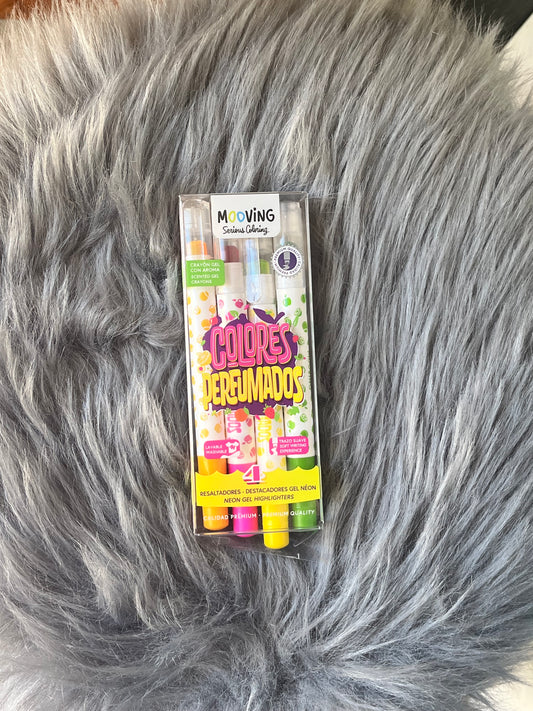 MOOVING
Serious Coloring
CRAYÓN GEL
CON AROMA
SCENTED GEL
CRAYONS
COLORES
PERFUMADOS
LAVABLE
WASHABLE
TRAZO SUAVE
SOFT WRITING
EXPERIENCE
4
RESALTADORES - DESTACADORES GEL NEÓN
NEON GEL HIGHLIGHTERS
CALIDAD PREMIUM - PREMIUM QUALITY